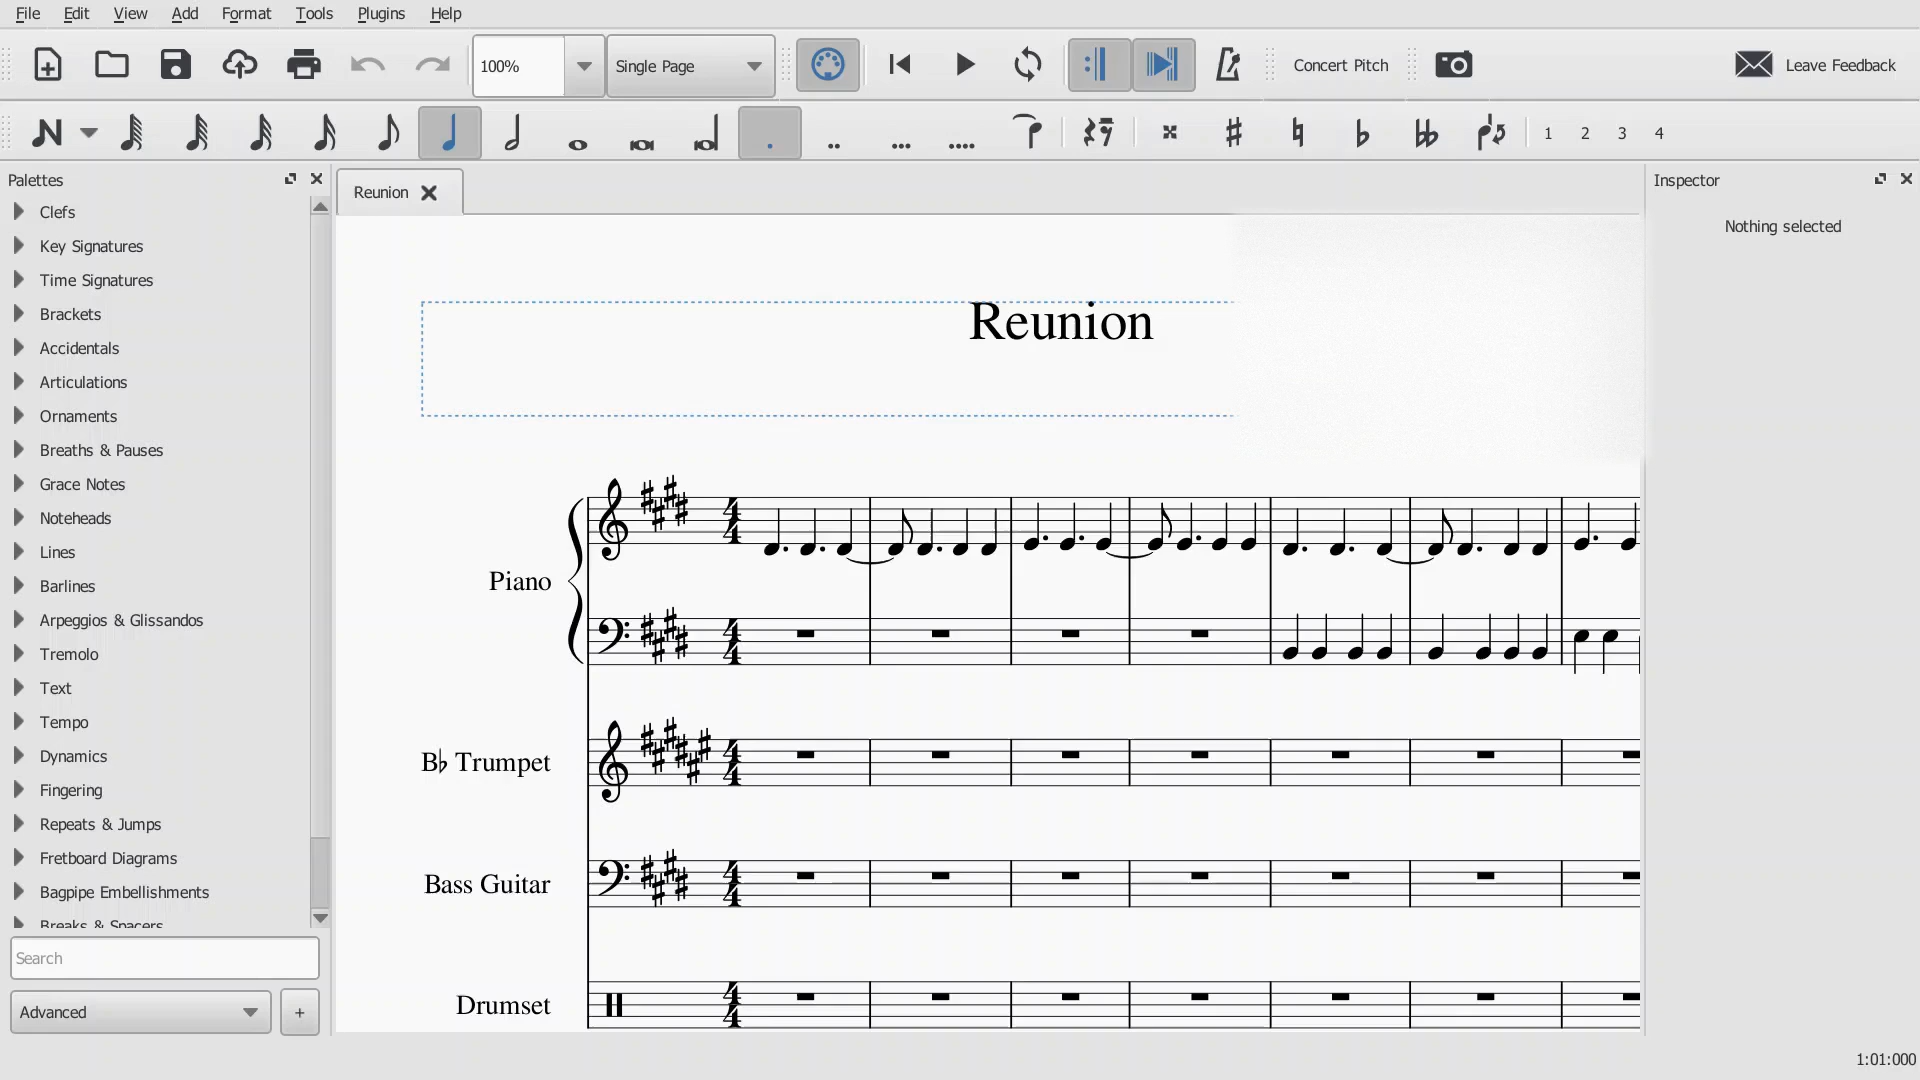 File Edit View Add Format Tools Plugins Help
100% Single Page Concert Pitch Leave Feedback
1 2 3 4
Palettes
Reunion
Inspector
Nothing selected
Clefs
Key Signatures
Time Signatures
Brackets
Accidentals
Articulations
Ornaments
Breaths & Pauses
Grace Notes
Noteheads
Lines
Barlines
Arpeggios & Glissandos
Tremolo
Text
Tempo
Dynamics
Fingering
Repeats & Jumps
Fretboard Diagrams
Bagpipe Embellishments
Breaks & Spacers
Search
Advanced
+
Reunion
Piano
B♭ Trumpet
Bass Guitar
Drumset
1:01:000